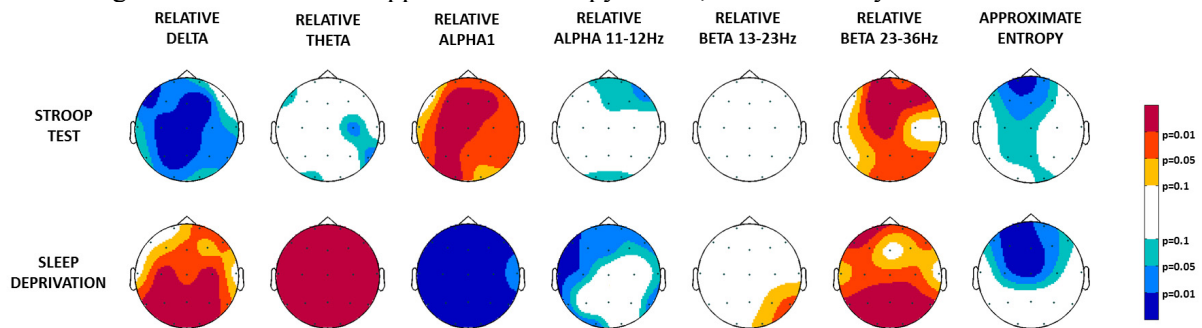 RELATIVE DELTA
RELATIVE THETA
RELATIVE ALPHA1
RELATIVE ALPHA 11-12Hz
RELATIVE BETA 13-23Hz
RELATIVE BETA 23-36Hz
APPROXIMATE ENTROPY
STROOP TEST
p=0.01
p=0.05
p=0.1
p=0.1
p=0.05
p=0.01
SLEEP DEPRIVATION